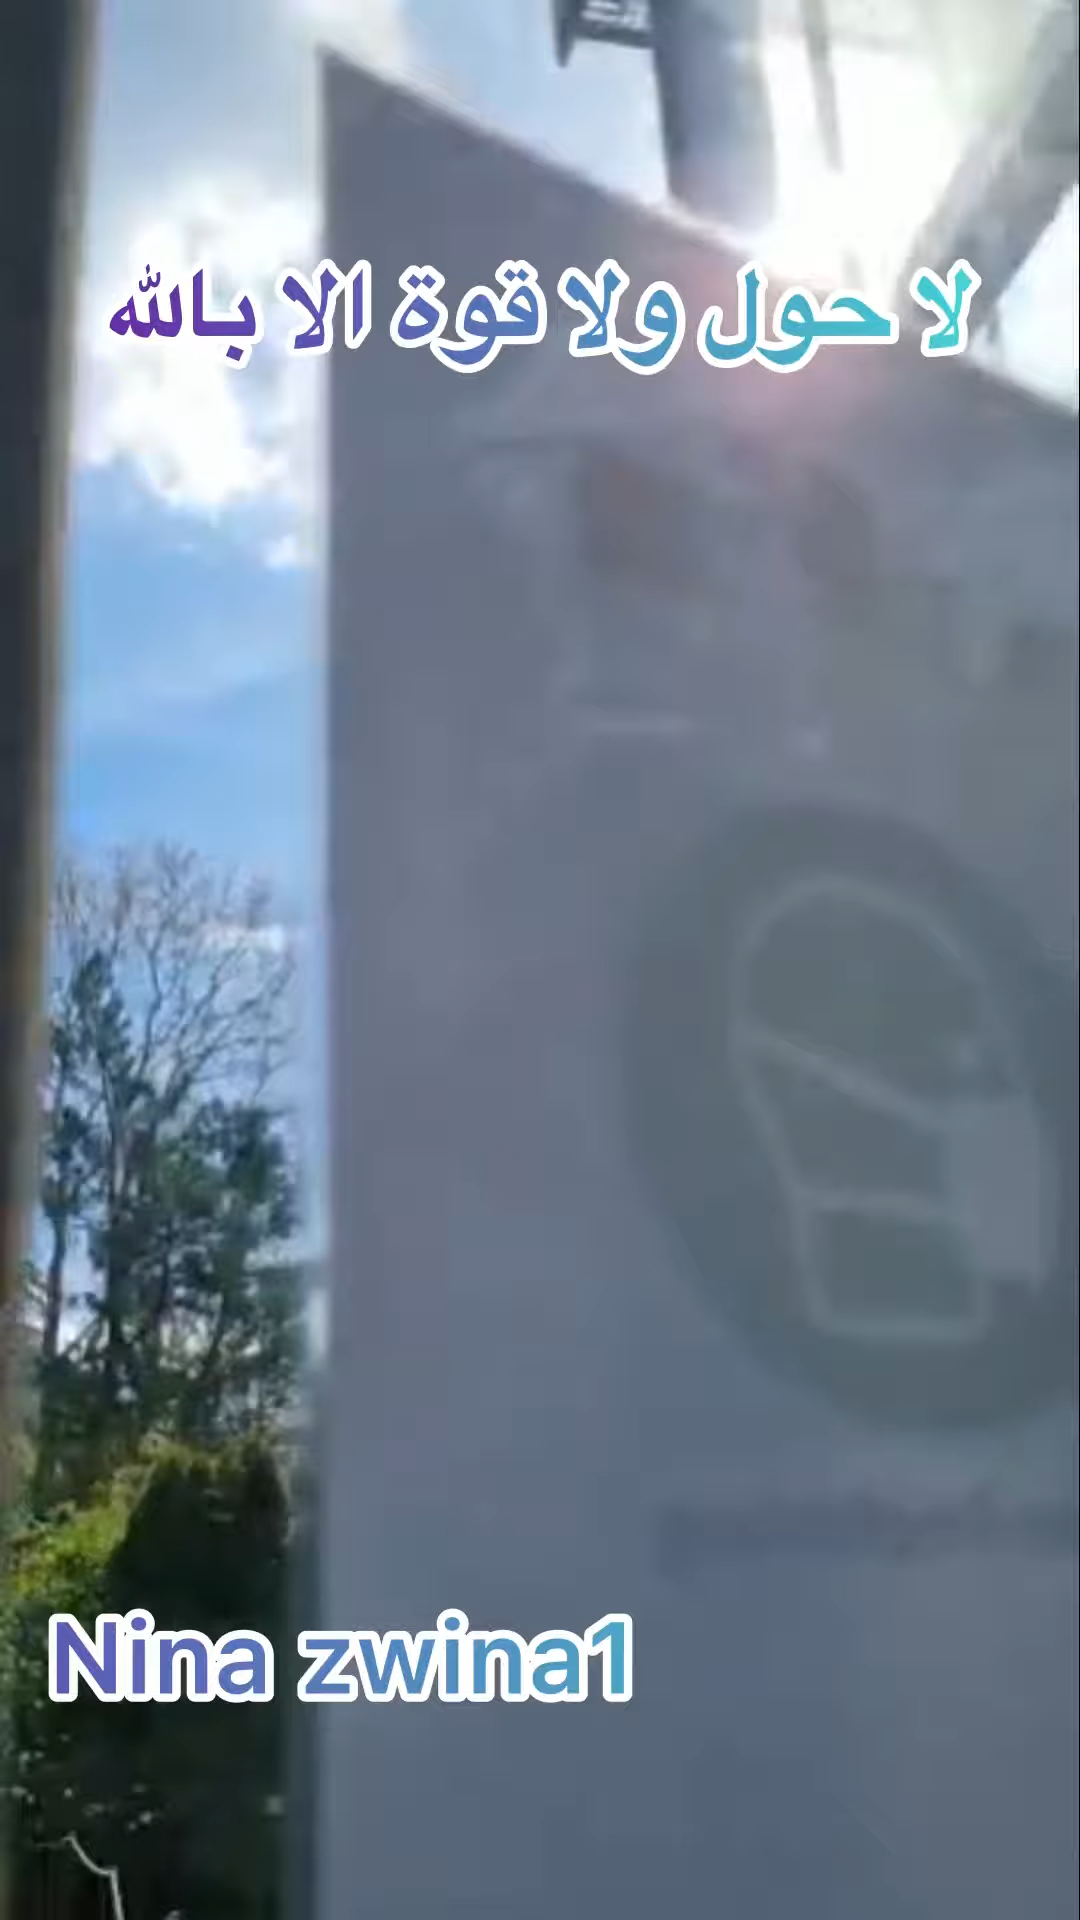 لا حول ولا قوة الا بالله
Nina zwina1